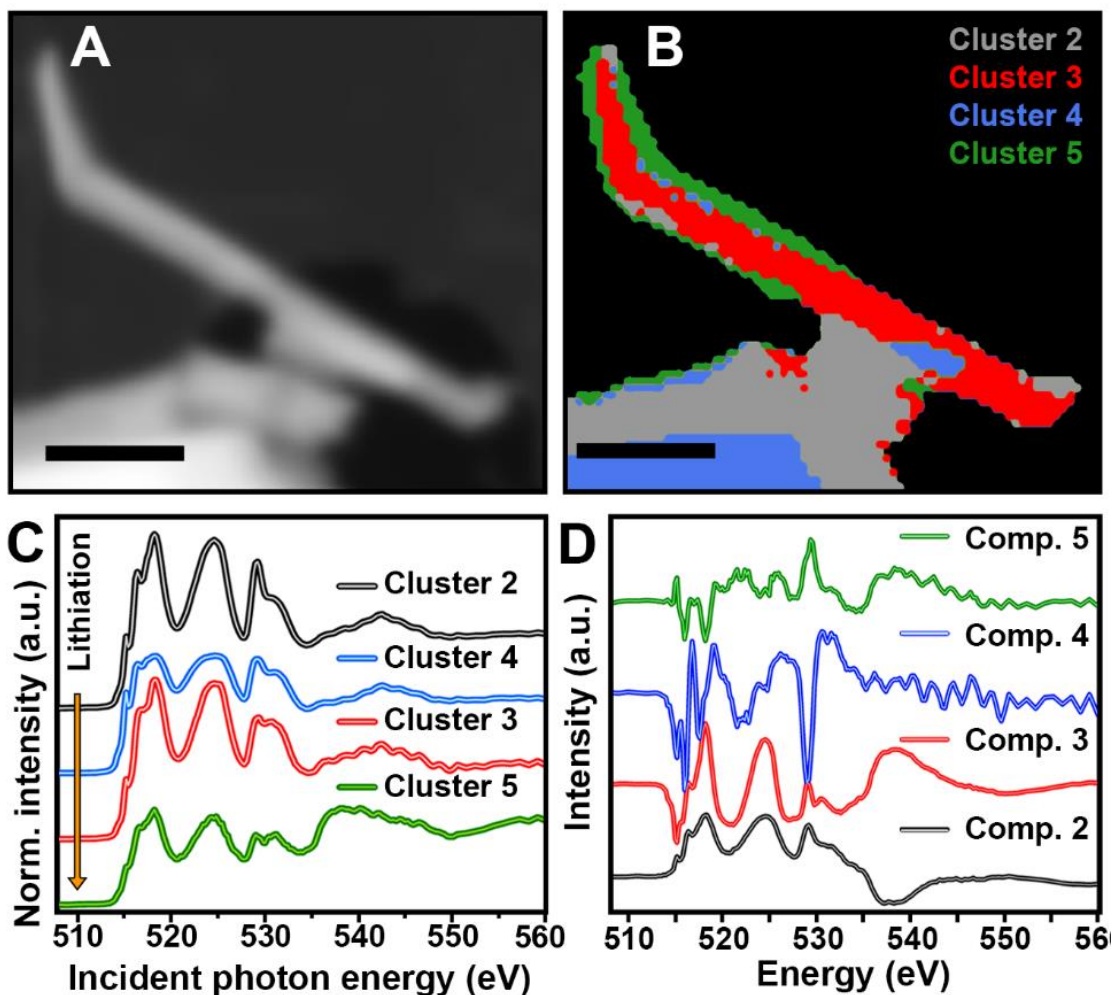 A
B
Cluster 2
Cluster 3
Cluster 4
Cluster 5
C
Lithiation
Cluster 2
Cluster 4
Cluster 3
Cluster 5
Norm. intensity (a.u.)
510 520 530 540 550 560
Incident photon energy (eV)
D
Comp. 5
Comp. 4
Comp. 3
Comp. 2
Intensity (a.u.)
510 520 530 540 550 56
Energy (eV)